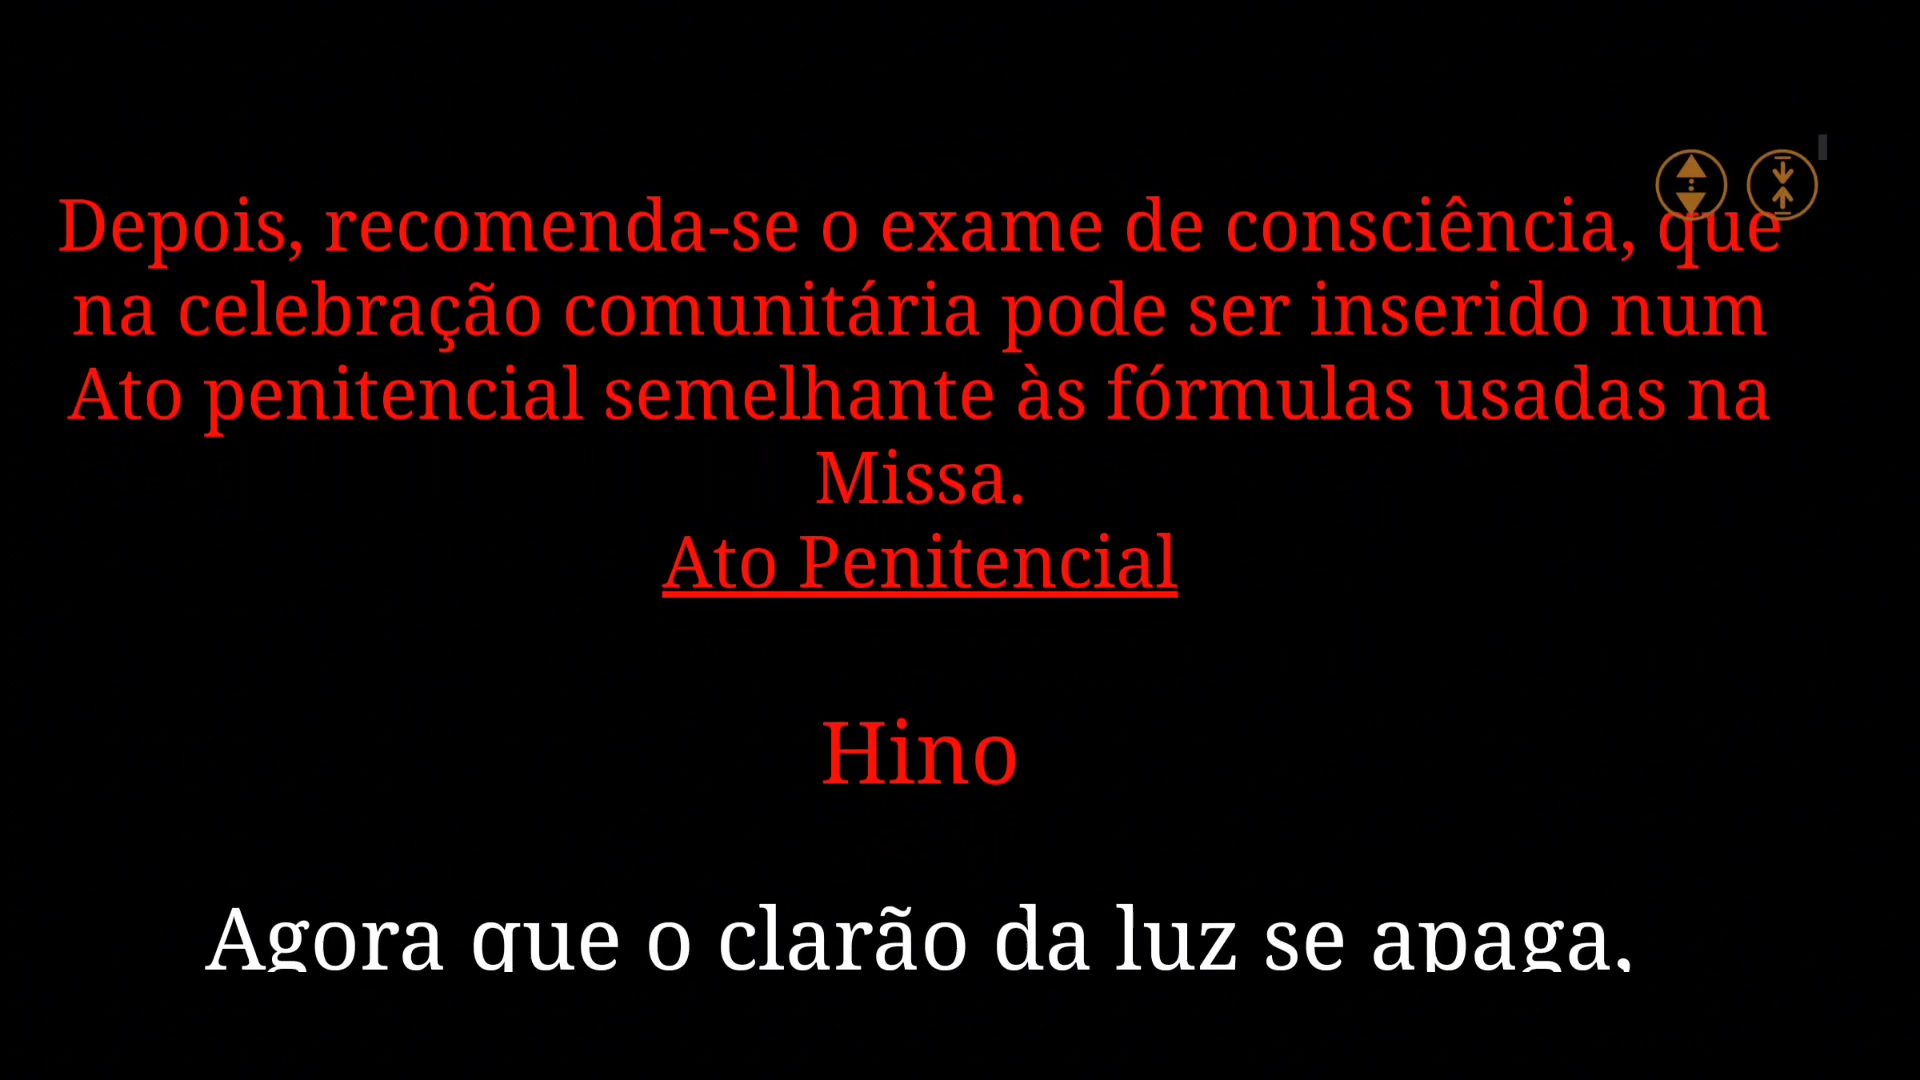 Depois, recomenda-se o exame de consciência, que
na celebração comunitária pode ser inserido num
Ato penitencial semelhante às fórmulas usadas na
Missa.
Ato Penitencial
Hino
Agora que o clarão da luz se apaga,